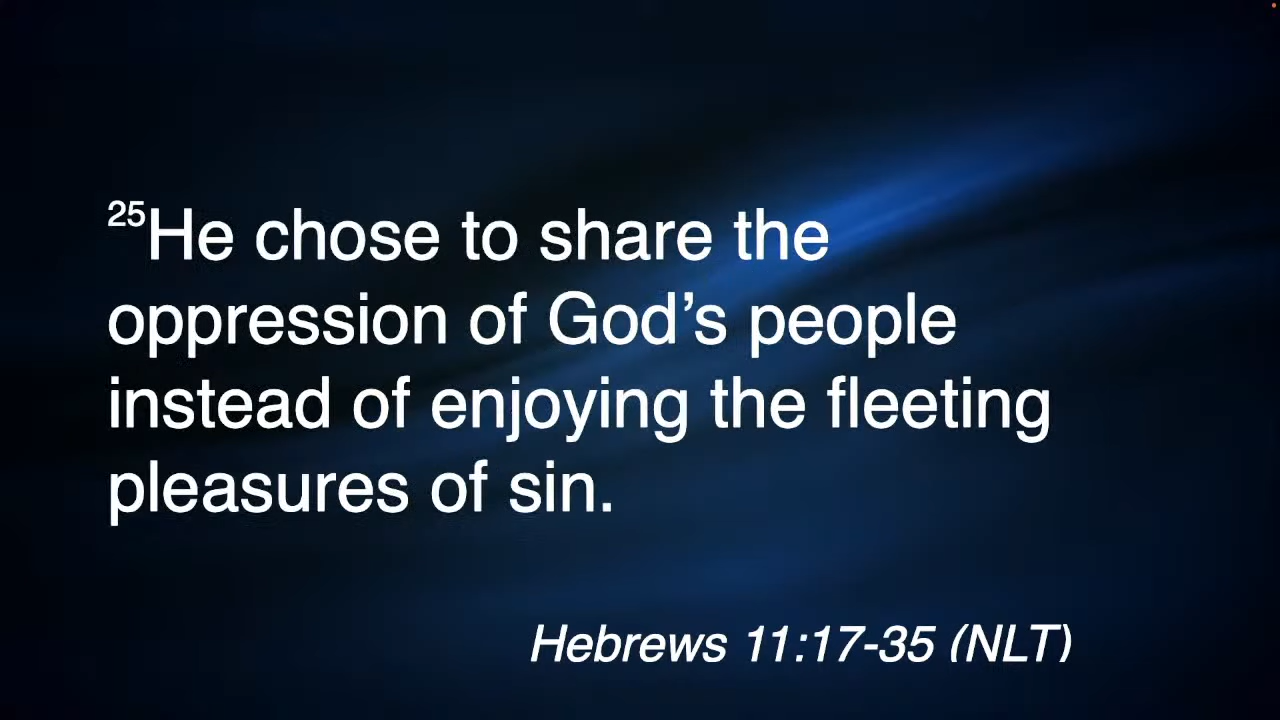 25He chose to share the
oppression of God’s people
instead of enjoying the fleeting
pleasures of sin.
Hebrews 11:17-35 (NLT)